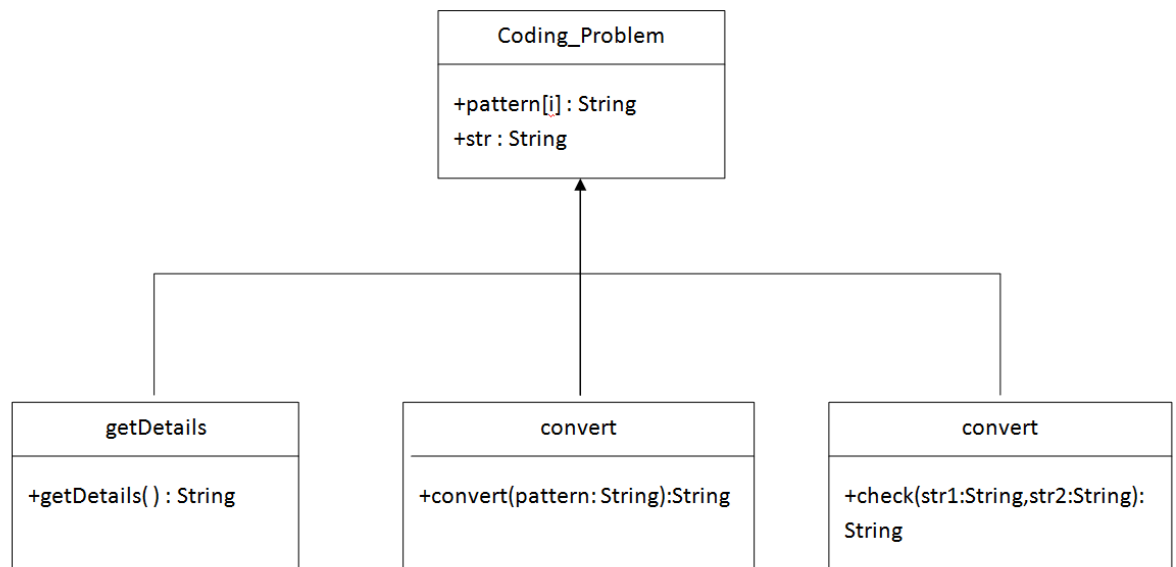 Coding_Problem
+pattern[i] : String
+str : String
getDetails
+getDetails( ) : String
convert
+convert(pattern: String):String
convert
+check(str1:String,str2:String):
String